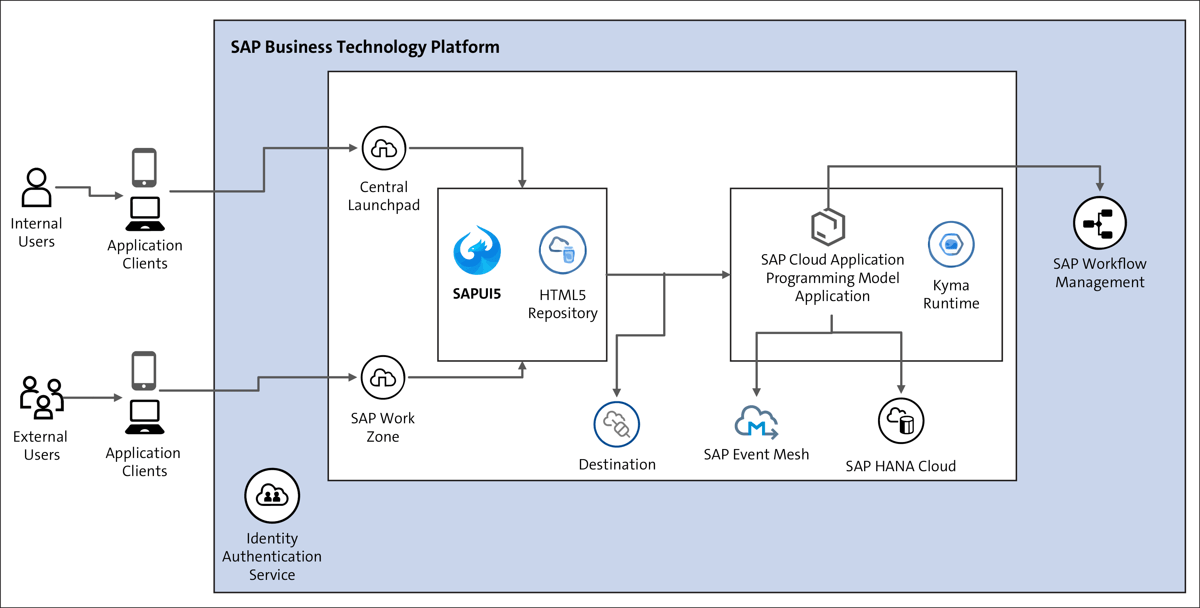 SAP Business Technology Platform
Internal
Users
Application
Clients
Central
Launchpad
SAPUI5
HTML5
Repository
SAP Cloud Application
Programming Model
Application
Kyma
Runtime
SAP Workflow
Management
External
Users
Application
Clients
SAP Work
Zone
Destination
SAP Event Mesh
SAP HANA Cloud
Identity
Authentication
Service